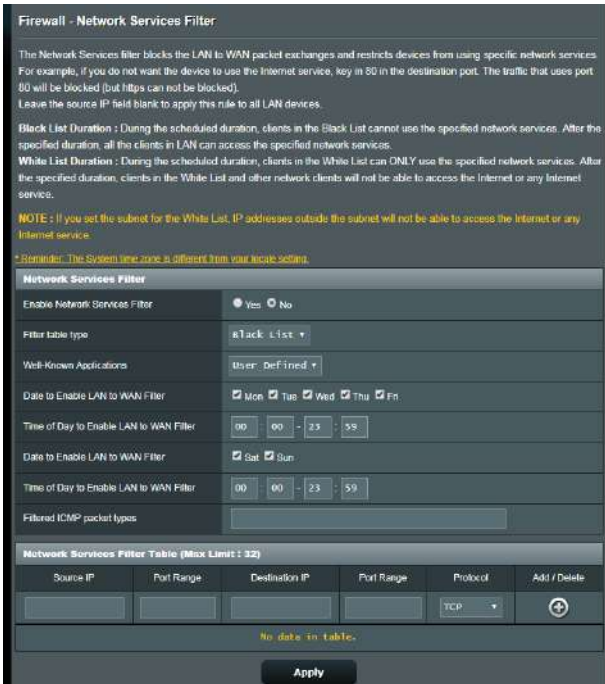 Firewall - Network Services Filter
The Network Services filter blocks the LAN to WAN packet exchanges and restricts devices from using specific network services.
For example, if you do not want the device to use the Internet service, key in 80 in the destination port. The traffic that uses port
80 will be blocked (but https can not be blocked).
Leave the source IP field blank to apply this rule to all LAN devices.
Black List Duration : During the scheduled duration, clients in the Black List cannot use the specified network services. After the
specified duration, all the clients in LAN can access the specified network services.
White List Duration : During the scheduled duration, clients in the White List can ONLY use the specified network services. After
the specified duration, clients in the White List and other network clients will not be able to access the Internet or any Internet
service.
NOTE : If you set the subnet for the White List, IP addresses outside the subnet will not be able to access the Internet or any
Internet service.
* Reminder: The System time zone is different from your locale setting.
Network Services Filter
Enable Network Services Filter Yes No
Filter table type Black List
Well-Known Applications User Defined
Date to Enable LAN to WAN Filter Mon Tue Wed Thu Fri
Time of Day to Enable LAN to WAN Filter 00 : 00 - 23 : 59
Date to Enable LAN to WAN Filter Sat Sun
Time of Day to Enable LAN to WAN Filter 00 : 00 - 23 : 59
Filtered ICMP packet types
Network Services Filter Table (Max Limit : 32)
Source IP Port Range Destination IP Port Range Protocol Add / Delete
TCP
No data in table.
Apply